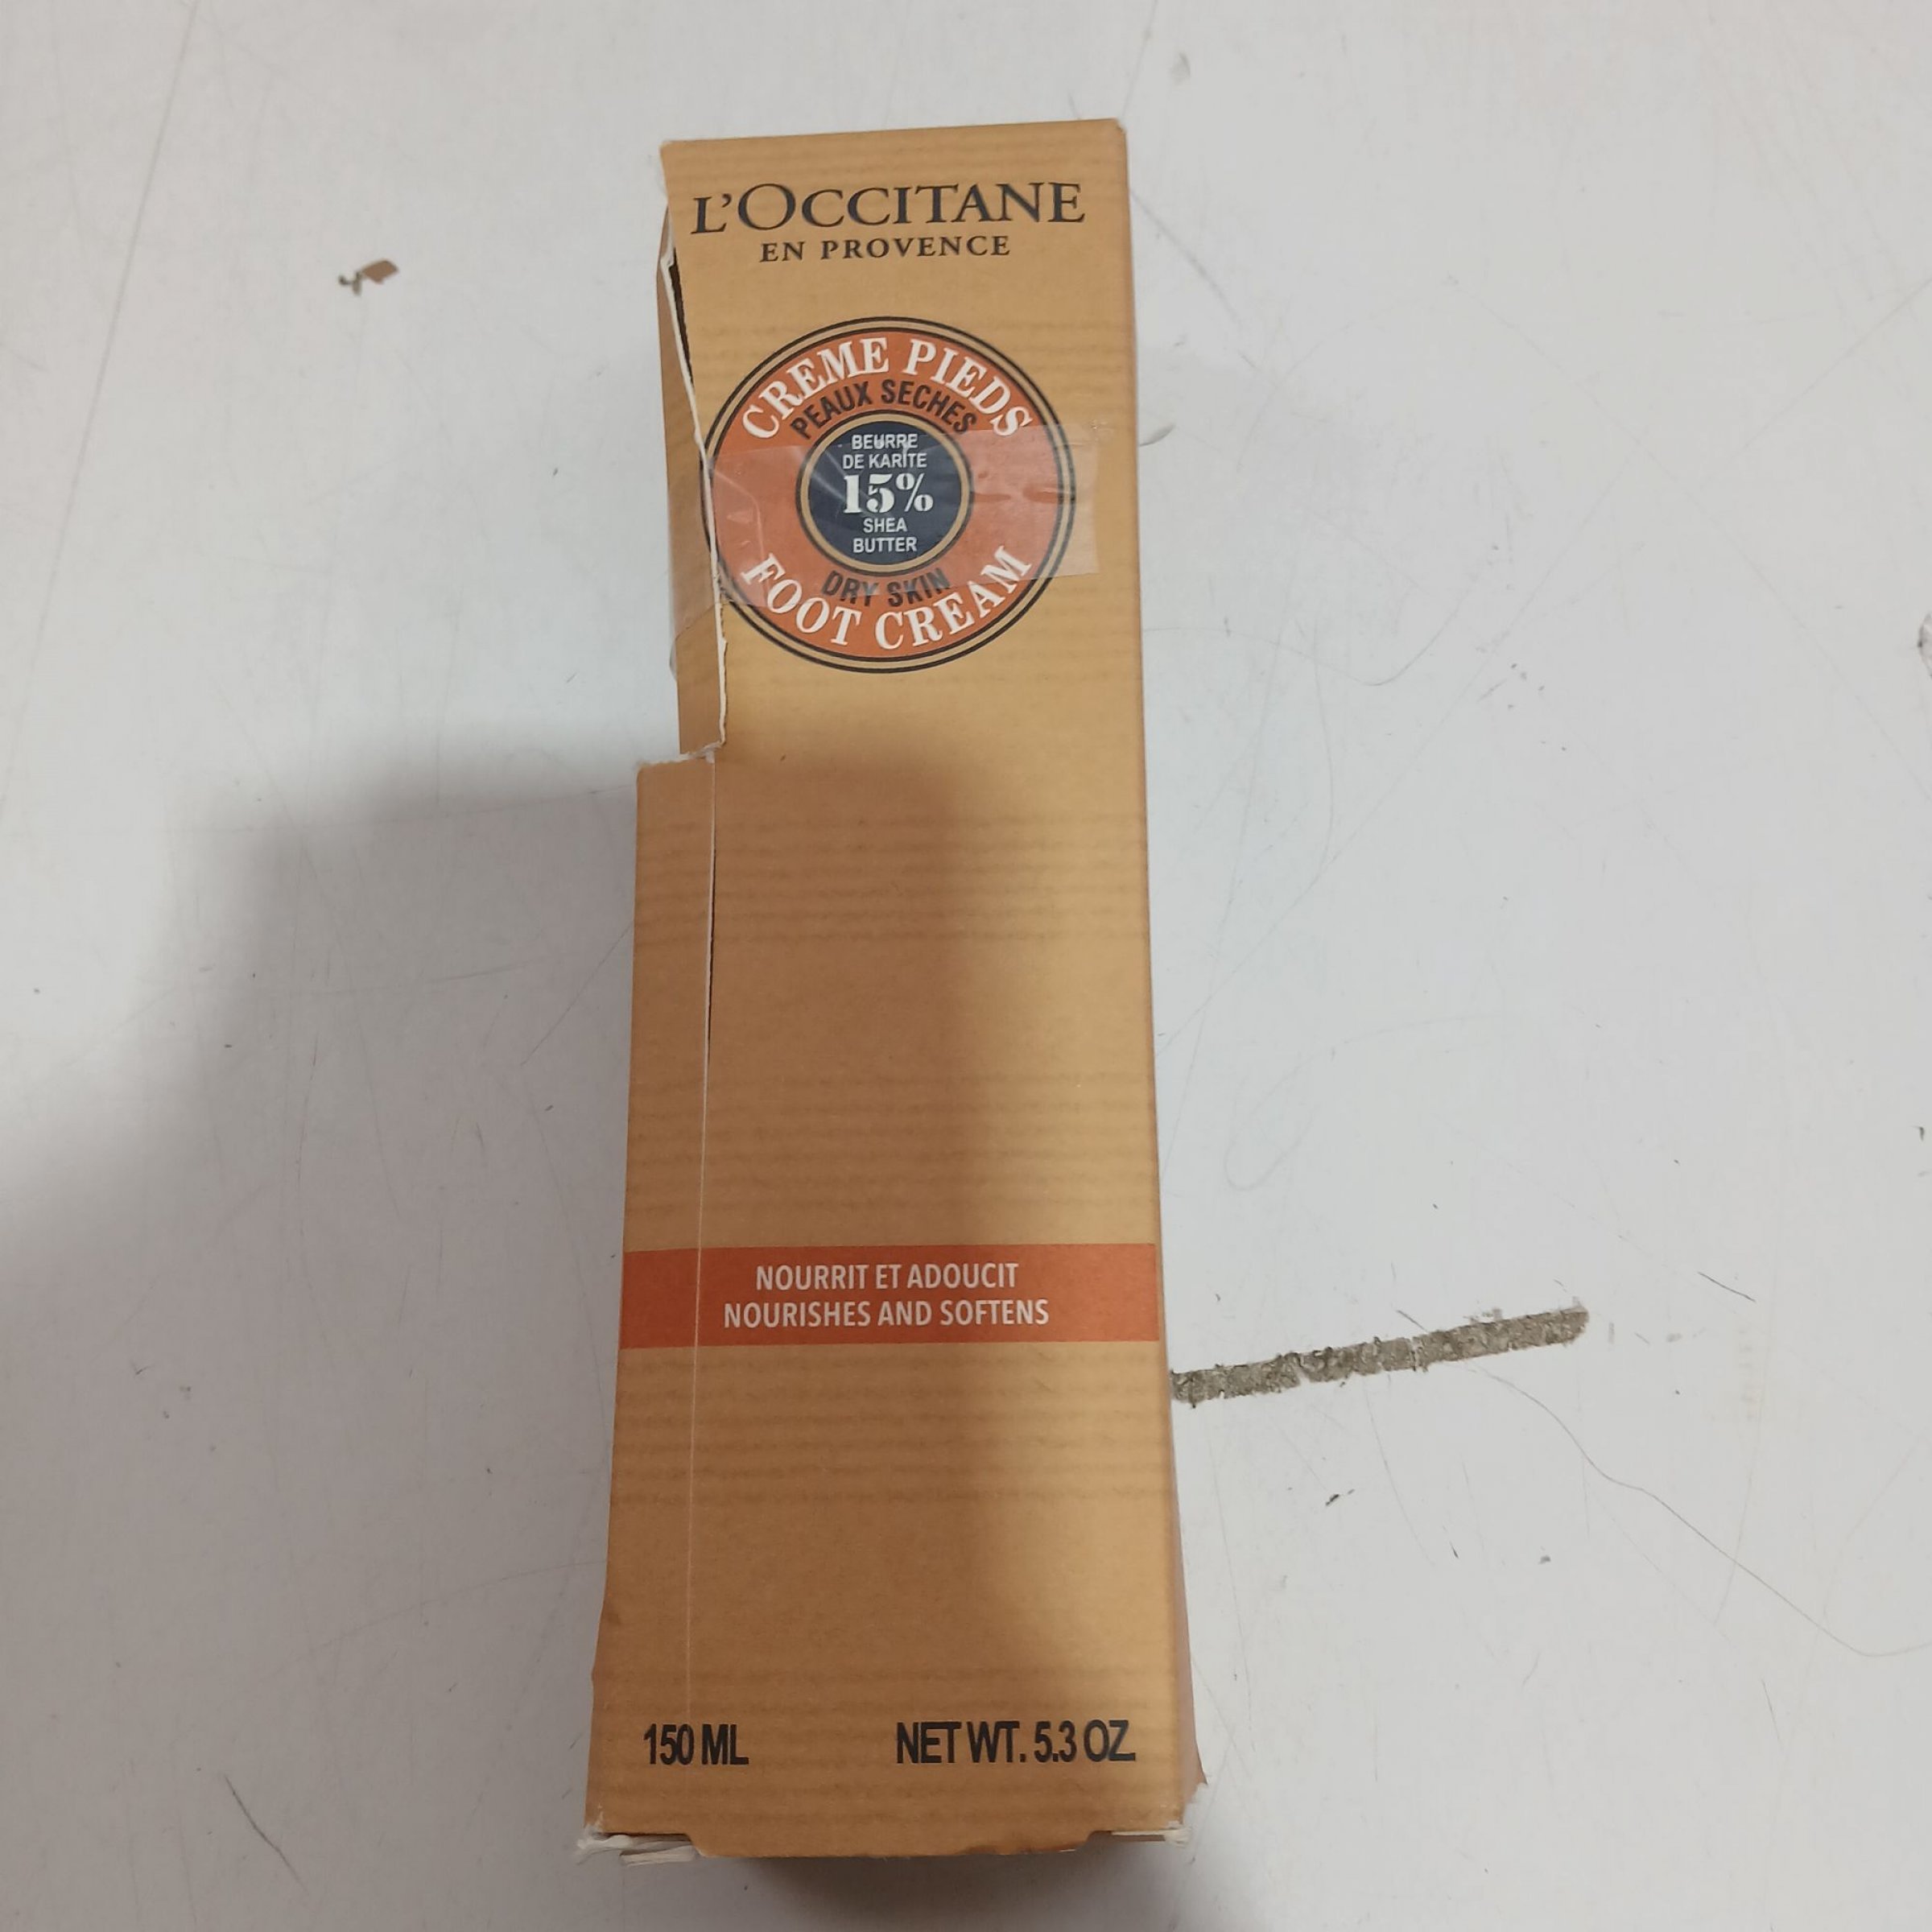 L'OCCITANE
EN PROVENCE
CREME PIEDS
PEAUX SECHES
BEURRE
DE KARITE
15%
SHEA
BUTTER
DRY SKIN
FOOT CREAM
NOURRIT ET ADOUCIT
NOURISHES AND SOFTENS
150 ML NET WT. 5.3 OZ.